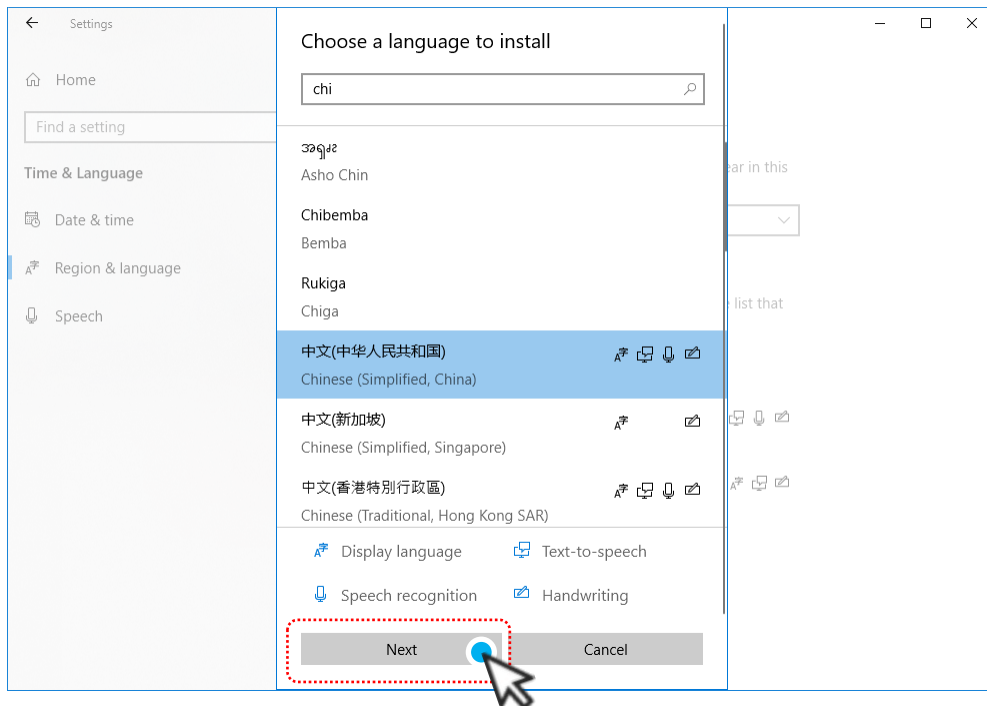 Settings
Home
Find a setting
Time & Language
Date & time
Region & language
Speech
Choose a language to install
chi
Asho Chin
Chibemba
Bemba
Rukiga
Chiga
中文(中华人民共和国)
Chinese (Simplified, China)
中文(新加坡)
Chinese (Simplified, Singapore)
中文(香港特別行政區)
Chinese (Traditional, Hong Kong SAR)
Display language
Text-to-speech
Speech recognition
Handwriting
Next
Cancel
ear in this
list that